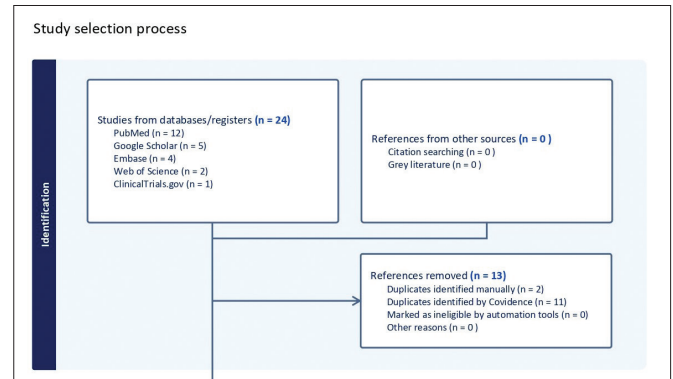 Study selection process
Identification
Studies from databases/registers (n = 24)
PubMed (n = 12)
Google Scholar (n = 5)
Embase (n = 4)
Web of Science (n = 2)
ClinicalTrials.gov (n = 1)
References from other sources (n = 0 )
Citation searching (n = 0 )
Grey literature (n = 0 )
References removed (n = 13)
Duplicates identified manually (n = 2)
Duplicates identified by Covidence (n = 11)
Marked as ineligible by automation tools (n = 0)
Other reasons (n = 0 )